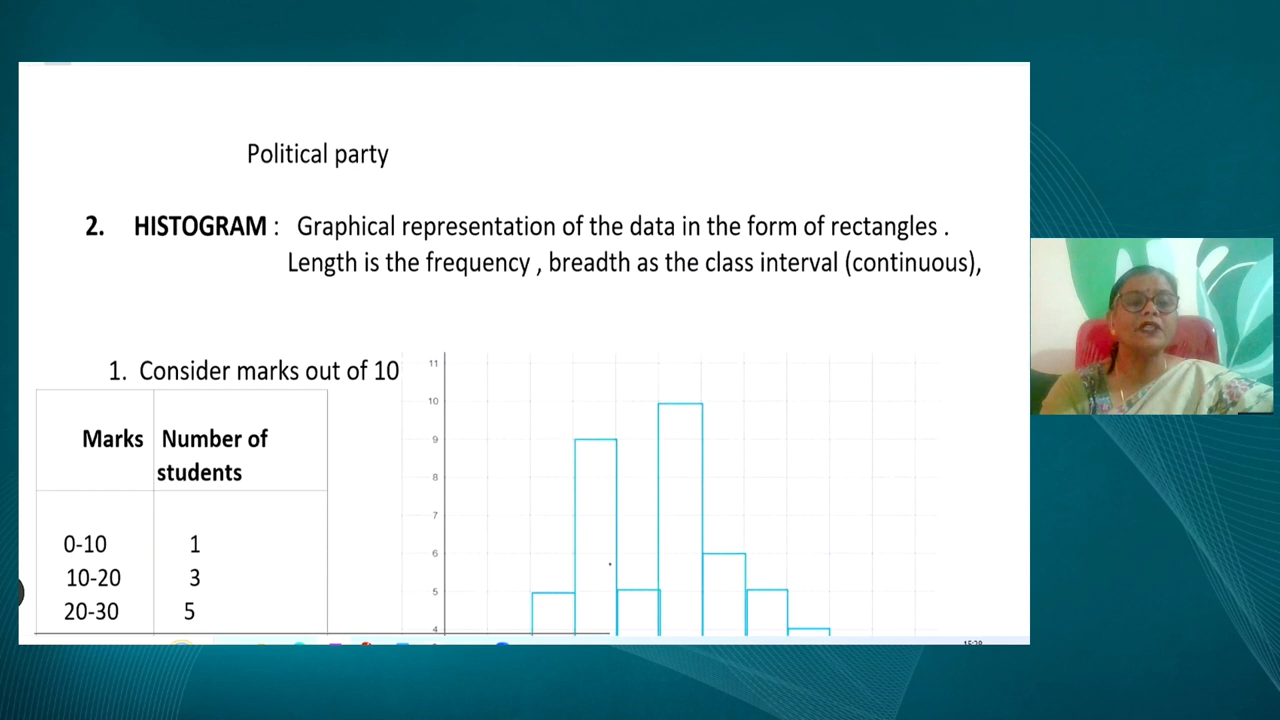 Political party
2. HISTOGRAM : Graphical representation of the data in the form of rectangles .
Length is the frequency , breadth as the class interval (continuous),
1. Consider marks out of 10
Marks Number of
students
0-10 1
10-20 3
20-30 5
11
10
9
8
7
6
5
4